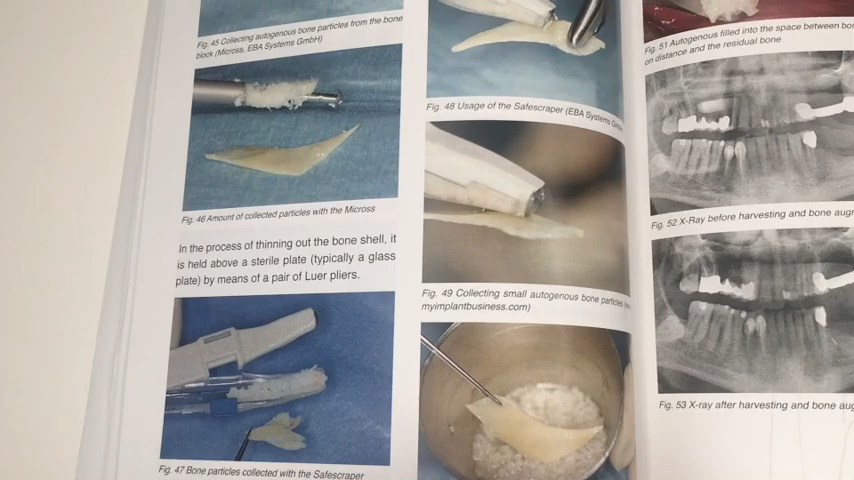 Fig. 45 Collecting autogenous bone particles from the bone
block (Micross, EBA Systems GmbH)
Fig. 46 Amount of collected particles with the Micross
In the process of thinning out the bone shell, it
is held above a sterile plate (typically a glass
plate) by means of a pair of Luer pliers.
Fig. 47 Bone particles collected with the Safescraper
Fig. 48 Usage of the Safescraper (EBA Systems
Fig. 49 Collecting small autogenous bone particles
myimplantbusiness.com)
Fig. 51 Autogenous filled into the space between
on distance and the residual bone
Fig. 52 X-Ray before harvesting and bone
Fig. 53 X-ray after harvesting and bone